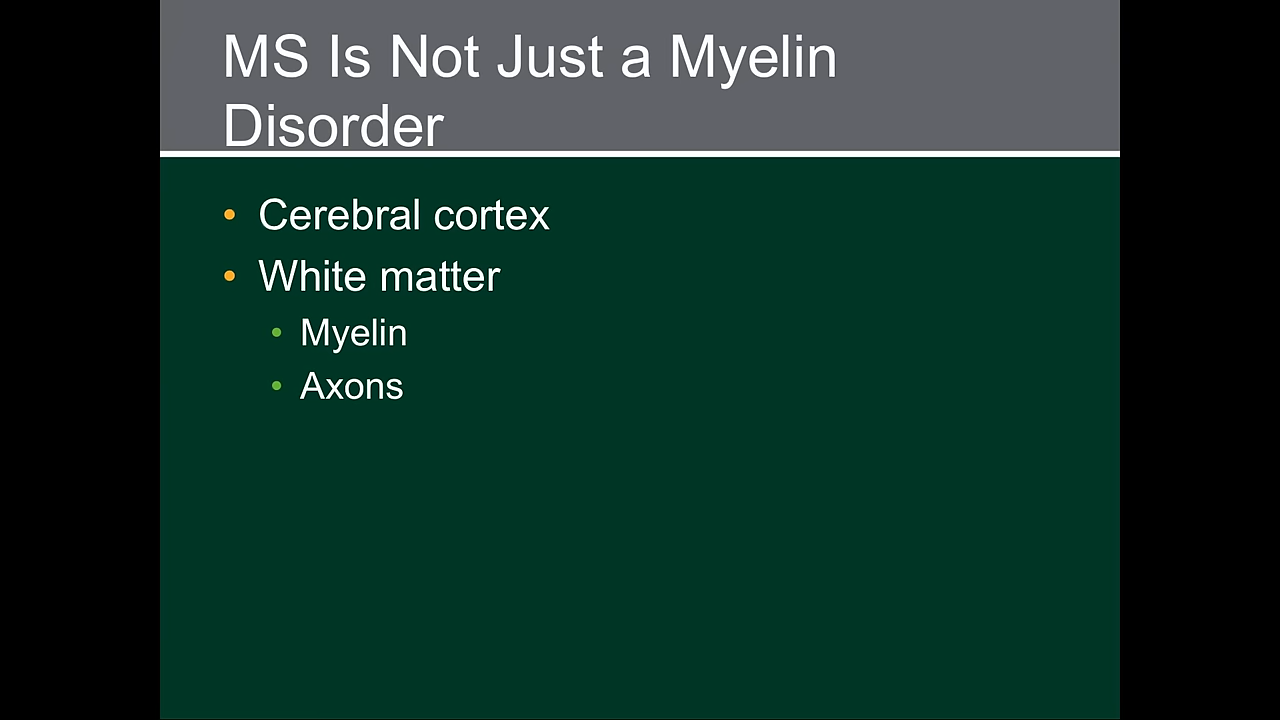 MS Is Not Just a Myelin
Disorder
• Cerebral cortex
• White matter
• Myelin
• Axons